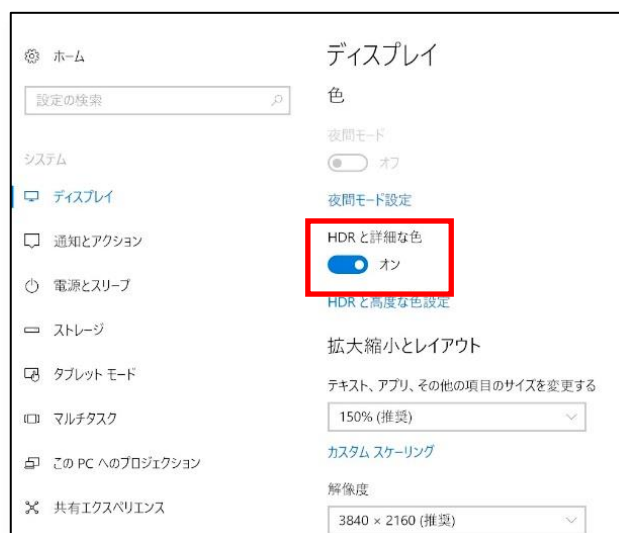 ホーム
設定の検索
システム
ディスプレイ
通知とアクション
電源とスリープ
ストレージ
タブレット モード
マルチタスク
この PC へのプロジェクション
共有エクスペリエンス
ディスプレイ
色
夜間モード
オフ
夜間モード設定
HDR と詳細な色
オン
HDR と高度な色設定
拡大縮小とレイアウト
テキスト、アプリ、その他の項目のサイズを変更する
150% (推奨)
カスタム スケーリング
解像度
3840 × 2160 (推奨)